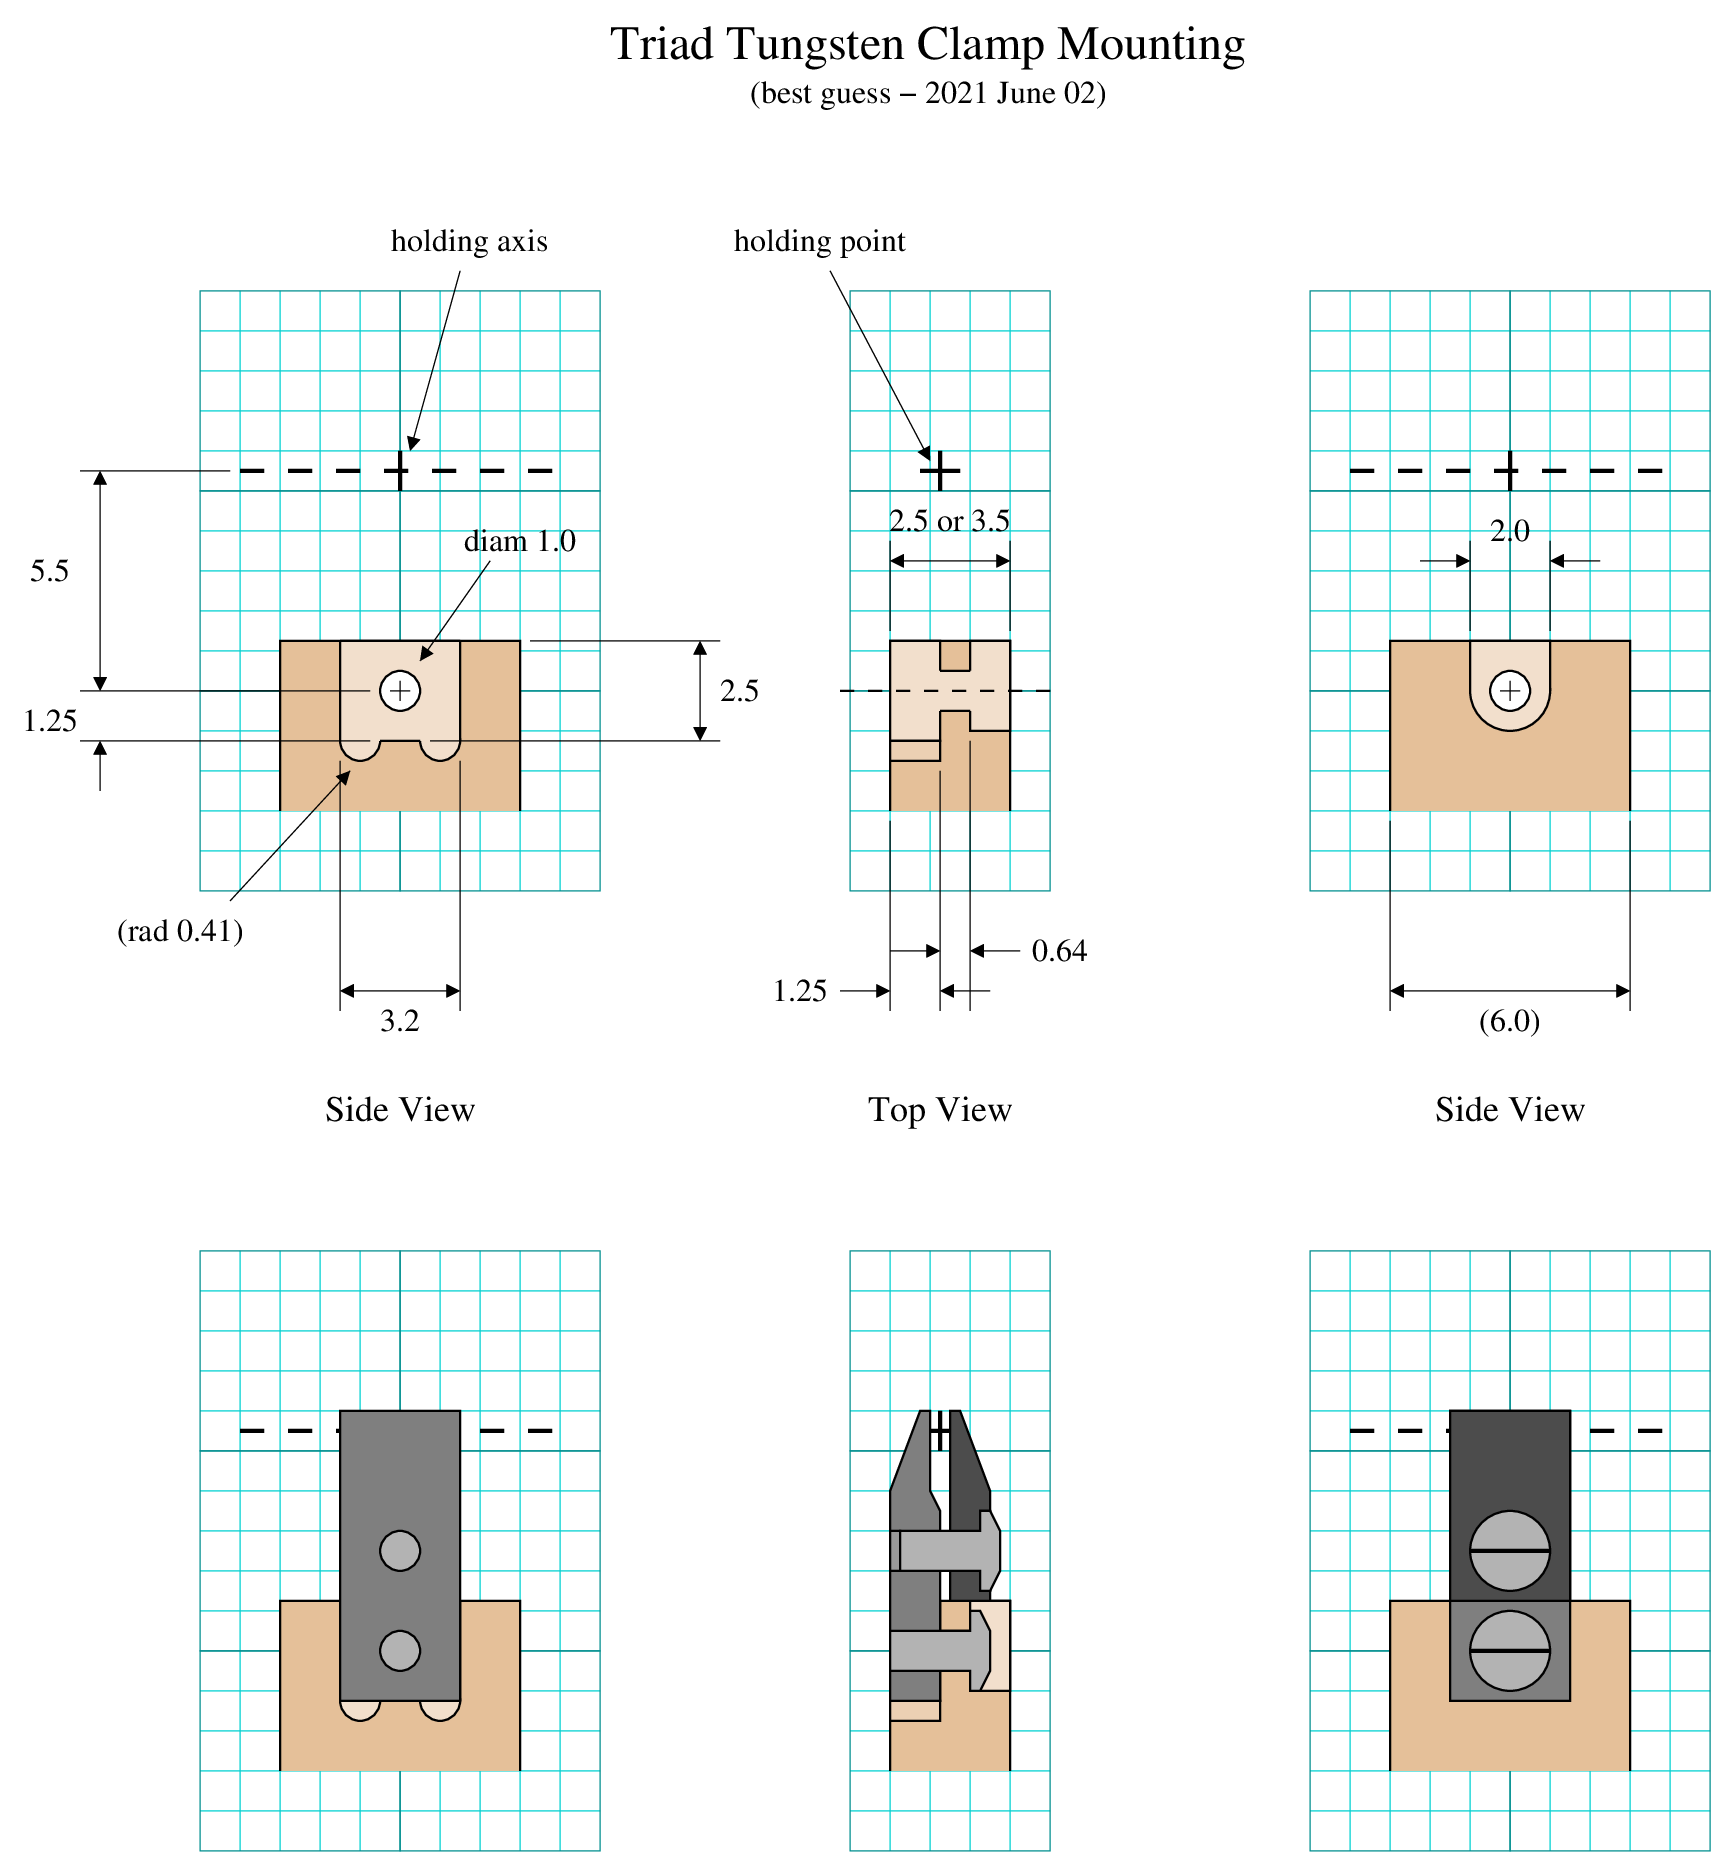 Triad Tungsten Clamp Mounting
(best guess – 2021 June 02)
holding axis
holding point
2.5 or 3.5
2.0
diam 1.0
5.5
2.5
1.25
(rad 0.41)
0.64
1.25
3.2
(6.0)
Side View
Top View
Side View